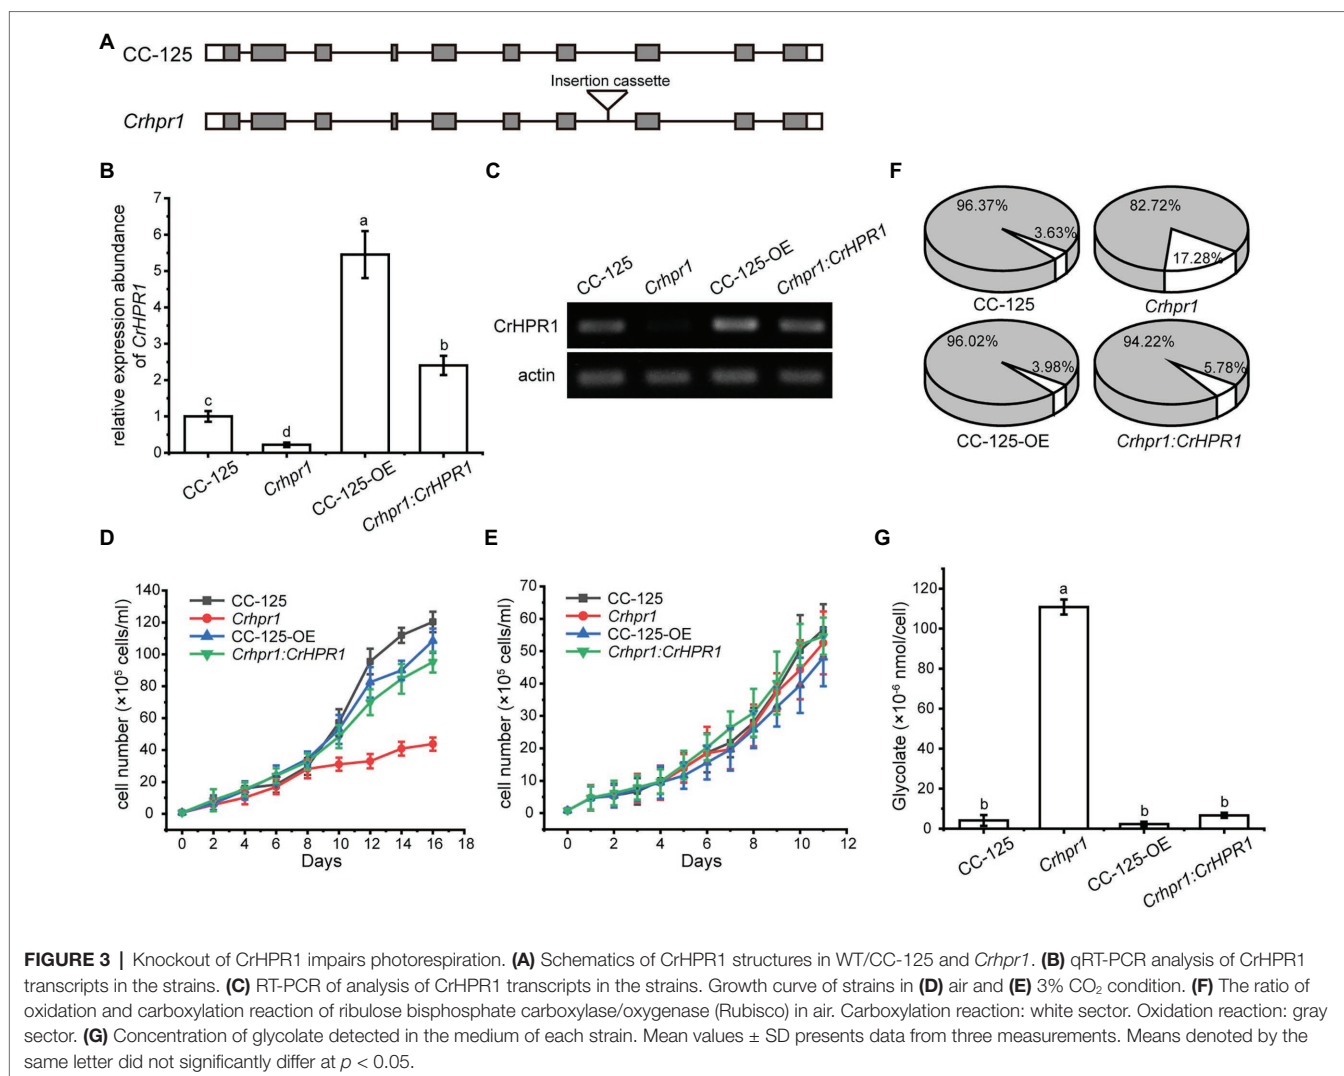 A
CC-125
Insertion cassette
Crhpr1
B
relative expression abundance
of CrHPR1
7
6
5
4
3
2
1
0
c
d
a
b
CC-125
Crhpr1
CC-125-OE
Crhpr1:CrHPR1
C
CC-125
Crhpr1
CC-125-OE
Crhpr1:CrHPR1
CrHPR1
actin
F
96.37%
3.63%
CC-125
82.72%
17.28%
Crhpr1
96.02%
3.98%
CC-125-OE
94.22%
5.78%
Crhpr1:CrHPR1
D
cell number (×10⁵ cells/ml)
140
120
100
80
60
40
20
0
CC-125
Crhpr1
CC-125-OE
Crhpr1:CrHPR1
0 2 4 6 8 10 12 14 16 18
Days
E
cell number (×10⁵ cells/ml)
70
60
50
40
30
20
10
0
CC-125
Crhpr1
CC-125-OE
Crhpr1:CrHPR1
0 2 4 6 8 10 12
Days
G
Glycolate (×10⁻⁶ nmol/cell)
120
100
80
60
40
20
0
b
a
b
b
CC-125
Crhpr1
CC-125-OE
Crhpr1:CrHPR1
FIGURE 3 | Knockout of CrHPR1 impairs photorespiration. (A) Schematics of CrHPR1 structures in WT/CC-125 and Crhpr1. (B) qRT-PCR analysis of CrHPR1
transcripts in the strains. (C) RT-PCR of analysis of CrHPR1 transcripts in the strains. Growth curve of strains in (D) air and (E) 3% CO₂ condition. (F) The ratio of
oxidation and carboxylation reaction of ribulose bisphosphate carboxylase/oxygenase (Rubisco) in air. Carboxylation reaction: white sector. Oxidation reaction: gray
sector. (G) Concentration of glycolate detected in the medium of each strain. Mean values ± SD presents data from three measurements. Means denoted by the
same letter did not significantly differ at p < 0.05.